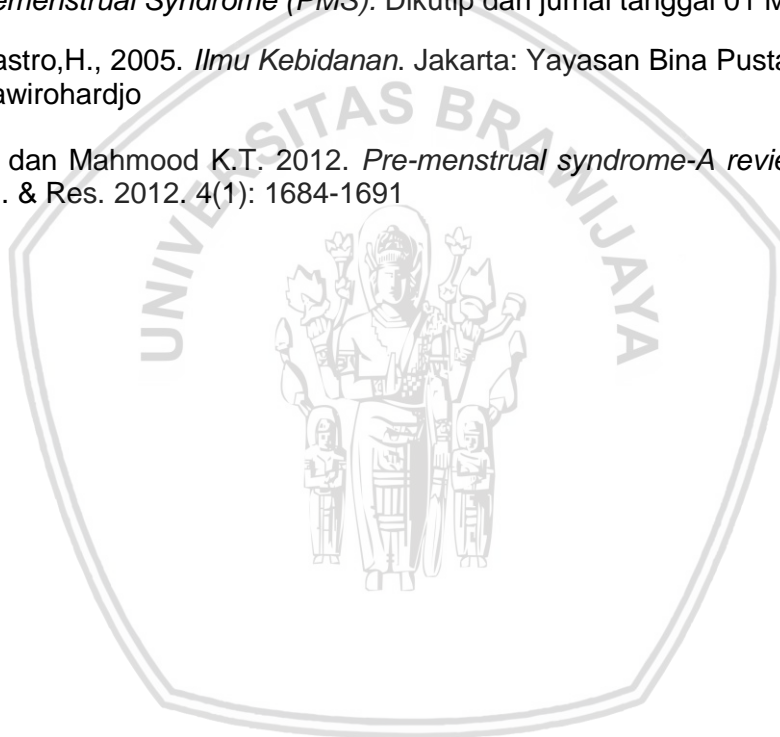 emenstrual Syndrome (PMS). Dikutip dari jurnal tanggal 01 M
astro,H., 2005. Ilmu Kebidanan. Jakarta: Yayasan Bina Pusta
awirohardjo
dan Mahmood K.T. 2012. Pre-menstrual syndrome-A revie
. & Res. 2012. 4(1): 1684-1691
UNIVERSITAS BRAWIJAYA